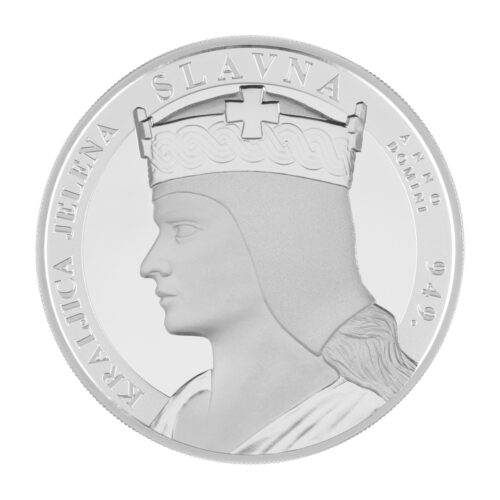 KRALJICA JELENA
SLAVNA
ANNO
DOMINI
949.